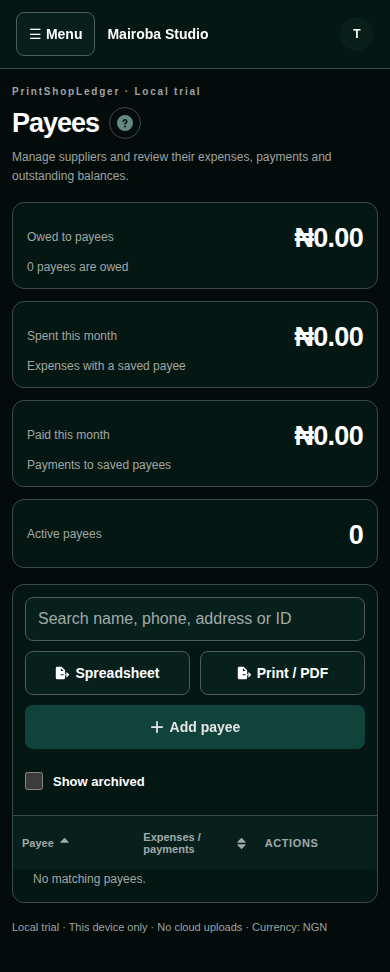 ☰ Menu
Mairoba Studio
T
PrintShopLedger · Local trial
Payees ?
Manage suppliers and review their expenses, payments and
outstanding balances.
Owed to payees
₦0.00
0 payees are owed
Spent this month
₦0.00
Expenses with a saved payee
Paid this month
₦0.00
Payments to saved payees
Active payees
0
Search name, phone, address or ID
Spreadsheet
Print / PDF
+ Add payee
Show archived
Payee
Expenses /
payments
ACTIONS
No matching payees.
Local trial · This device only · No cloud uploads · Currency: NGN